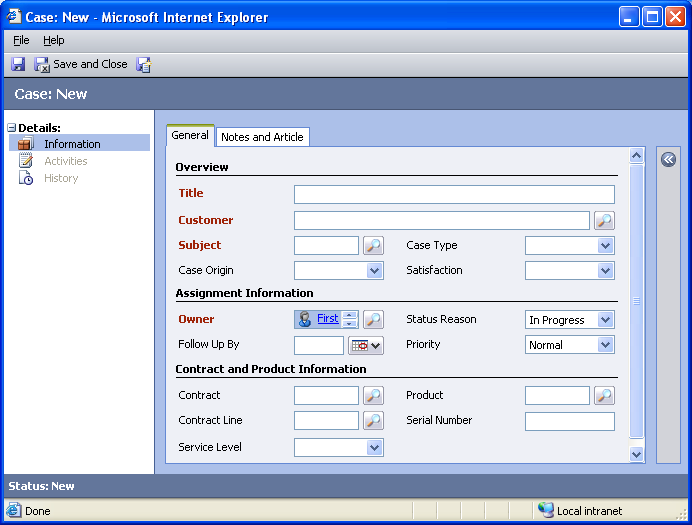 Case: New - Microsoft Internet Explorer
File Help
Save and Close
Case: New
Details:
Information
Activities
History
General Notes and Article
Overview
Title
Customer
Subject Case Type
Case Origin Satisfaction
Assignment Information
Owner First Status Reason In Progress
Follow Up By Priority Normal
Contract and Product Information
Contract Product
Contract Line Serial Number
Service Level
Status: New
Done Local intranet